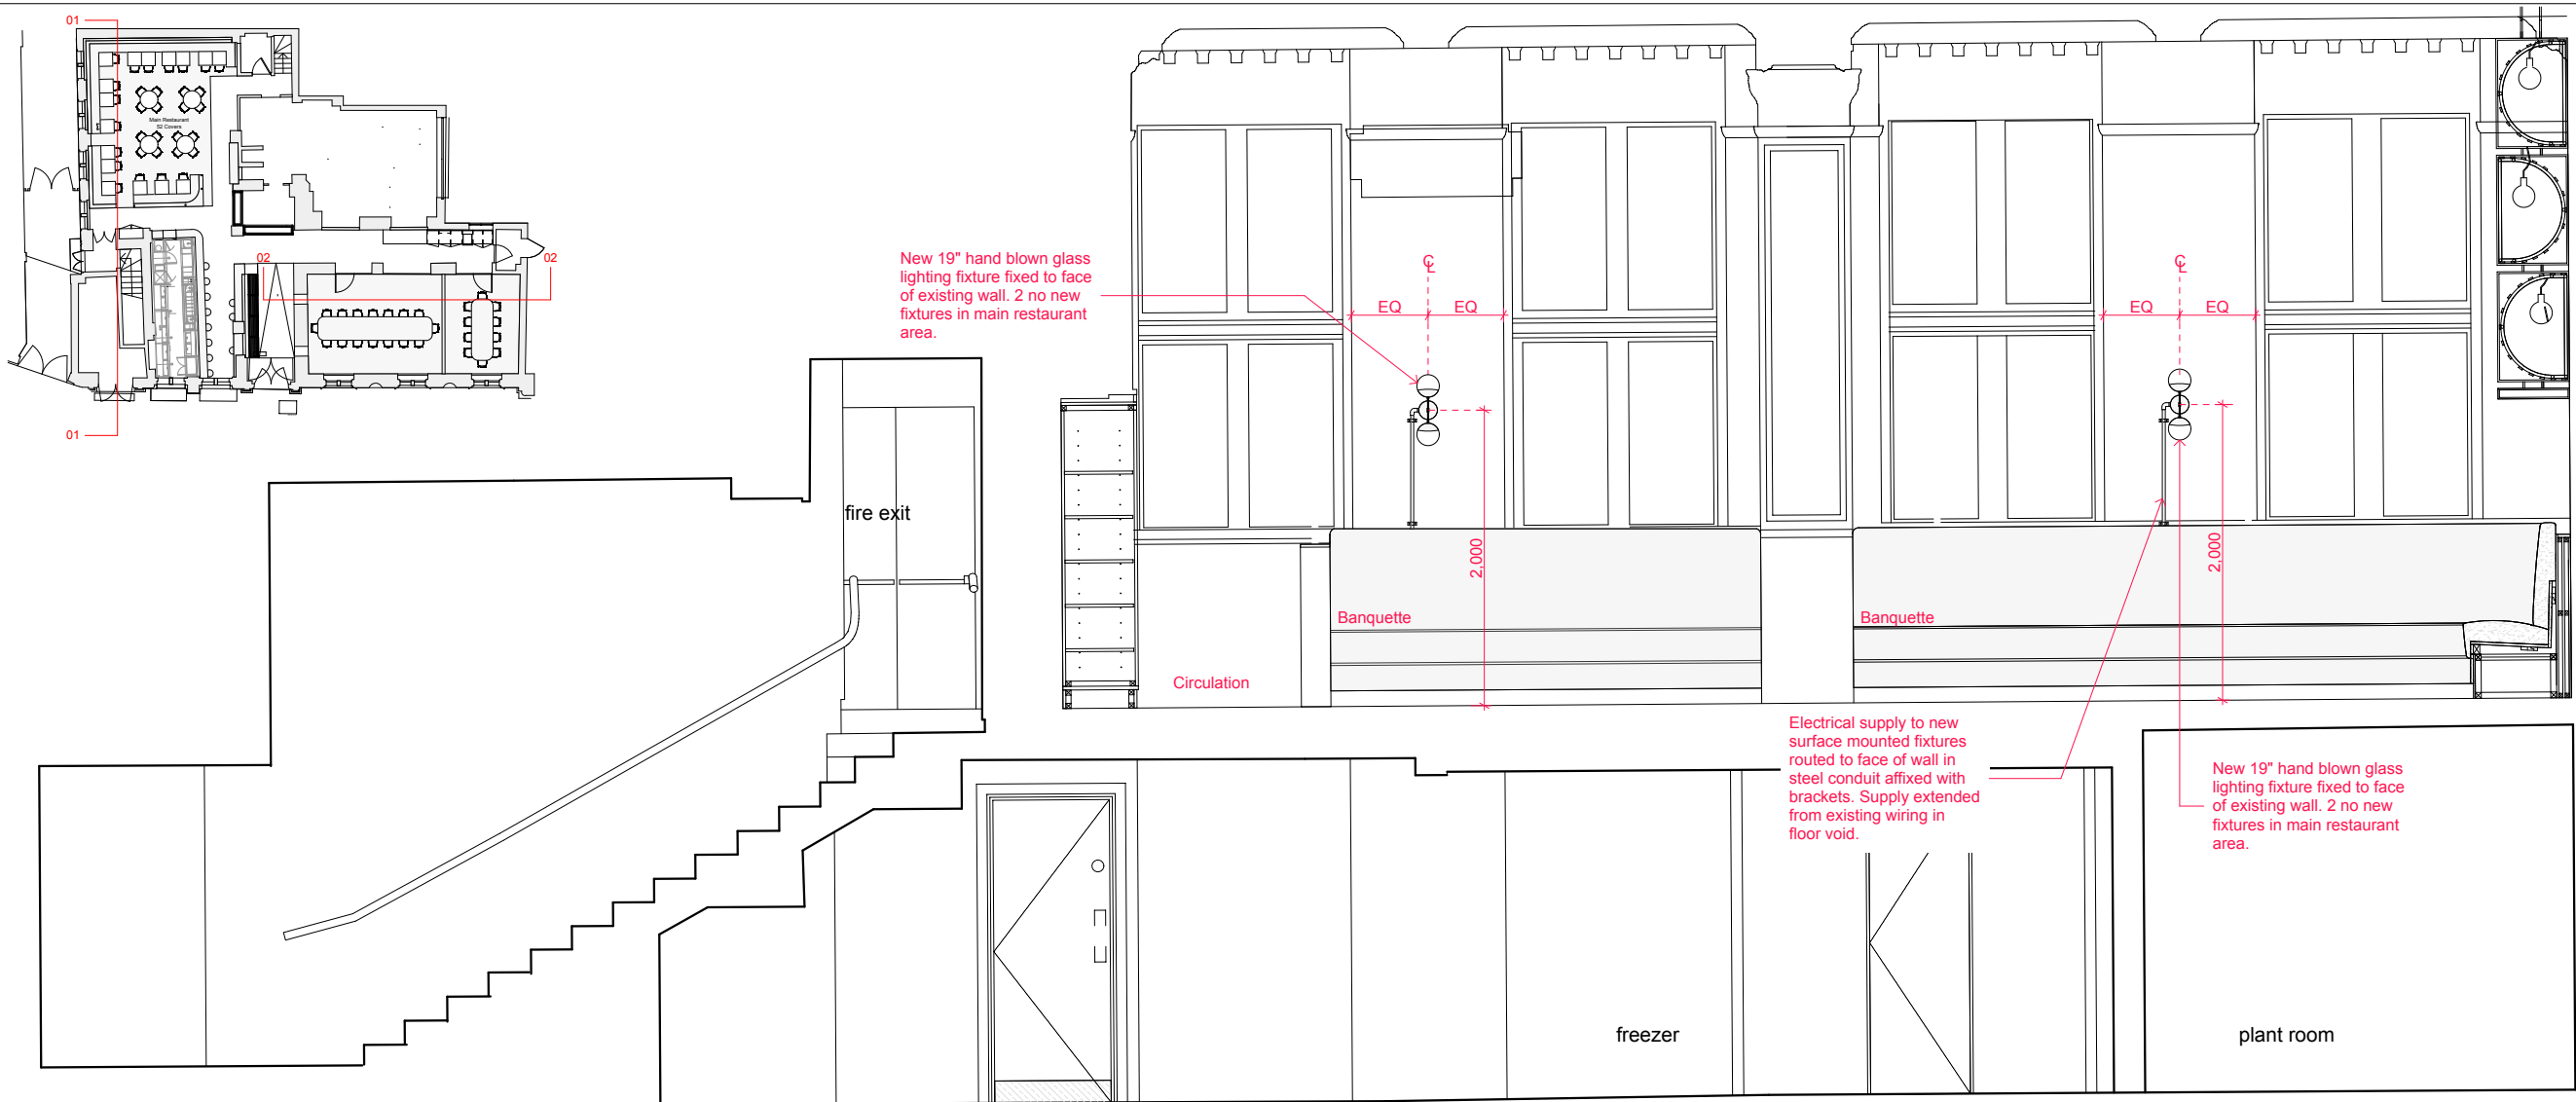 01
Main Restaurant
52 Covers
02
02
01
New 19" hand blown glass
lighting fixture fixed to face
of existing wall. 2 no new
fixtures in main restaurant
area.
fire exit
EQ
EQ
EQ
EQ
2,000
2,000
Banquette
Banquette
Circulation
Electrical supply to new
surface mounted fixtures
routed to face of wall in
steel conduit affixed with
brackets. Supply extended
from existing wiring in
floor void.
New 19" hand blown glass
lighting fixture fixed to face
of existing wall. 2 no new
fixtures in main restaurant
area.
freezer
plant room